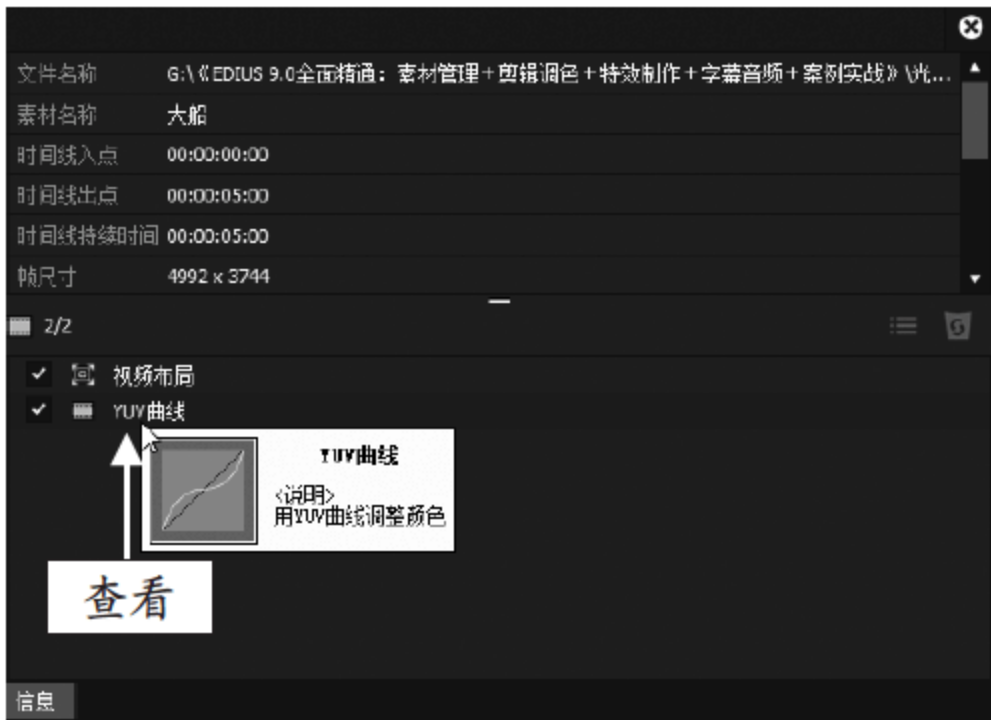 文件名称 G:\《EDIUS 9.0全面精通：素材管理＋剪辑调色＋特效制作＋字幕音频＋案例实战》\光...
素材名称 大船
时间线入点 00:00:00:00
时间线出点 00:00:05:00
时间线持续时间 00:00:05:00
帧尺寸 4992 x 3744
2/2
视频布局
YUV曲线
YUV曲线
<说明>
用YUV曲线调整颜色
查看
信息